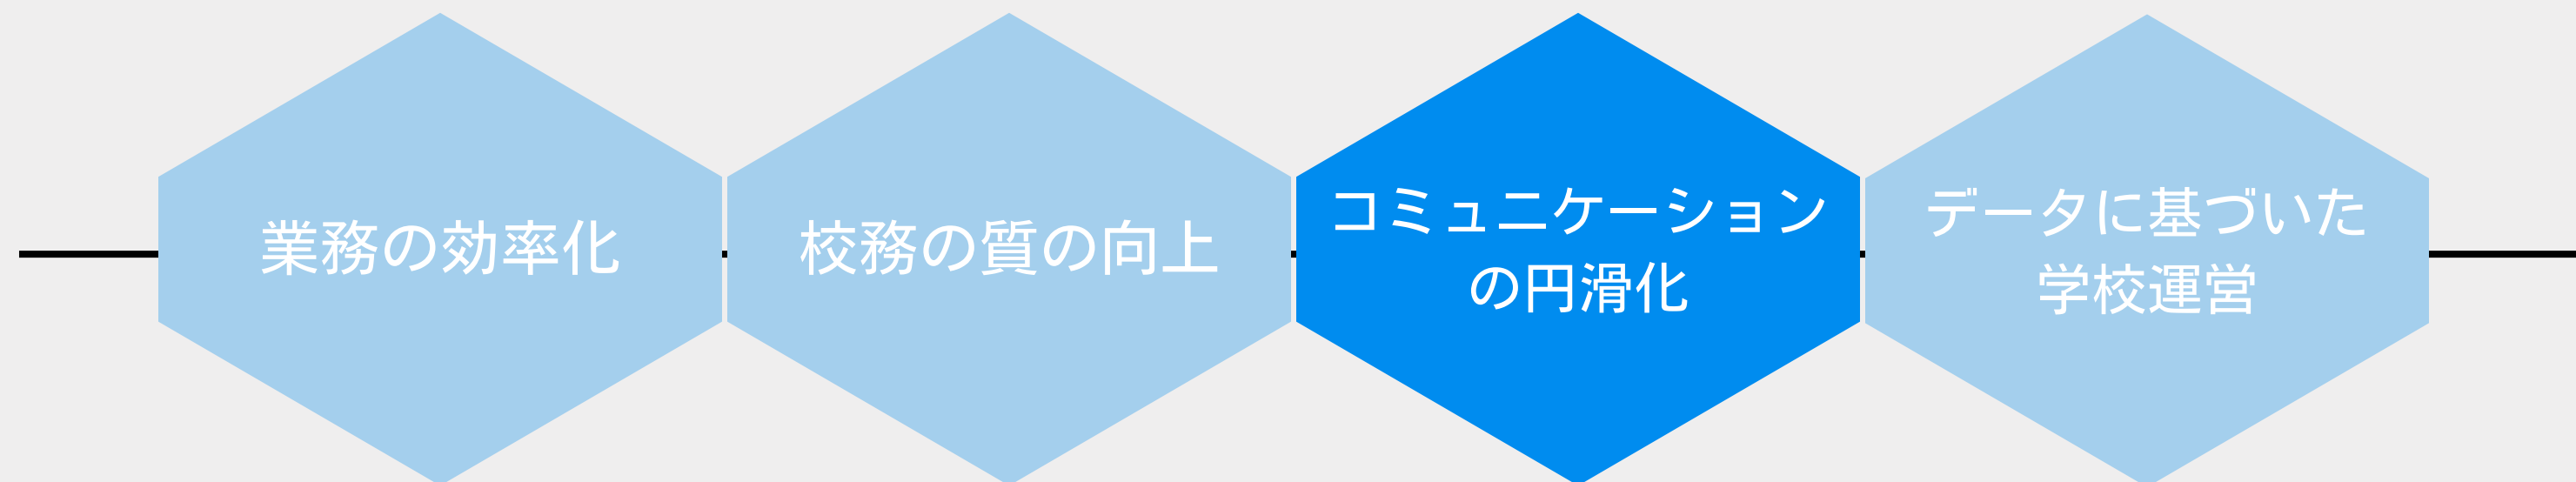 業務の効率化
校務の質の向上
コミュニケーション
の円滑化
データに基づいた
学校運営